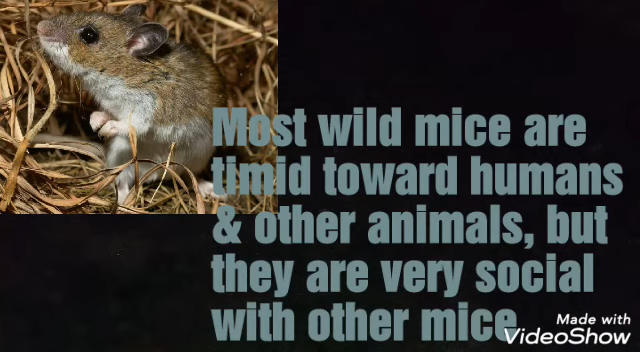 Most wild mice are
timid toward humans
& other animals, but
they are very social
with other mice
Made with
VideoShow